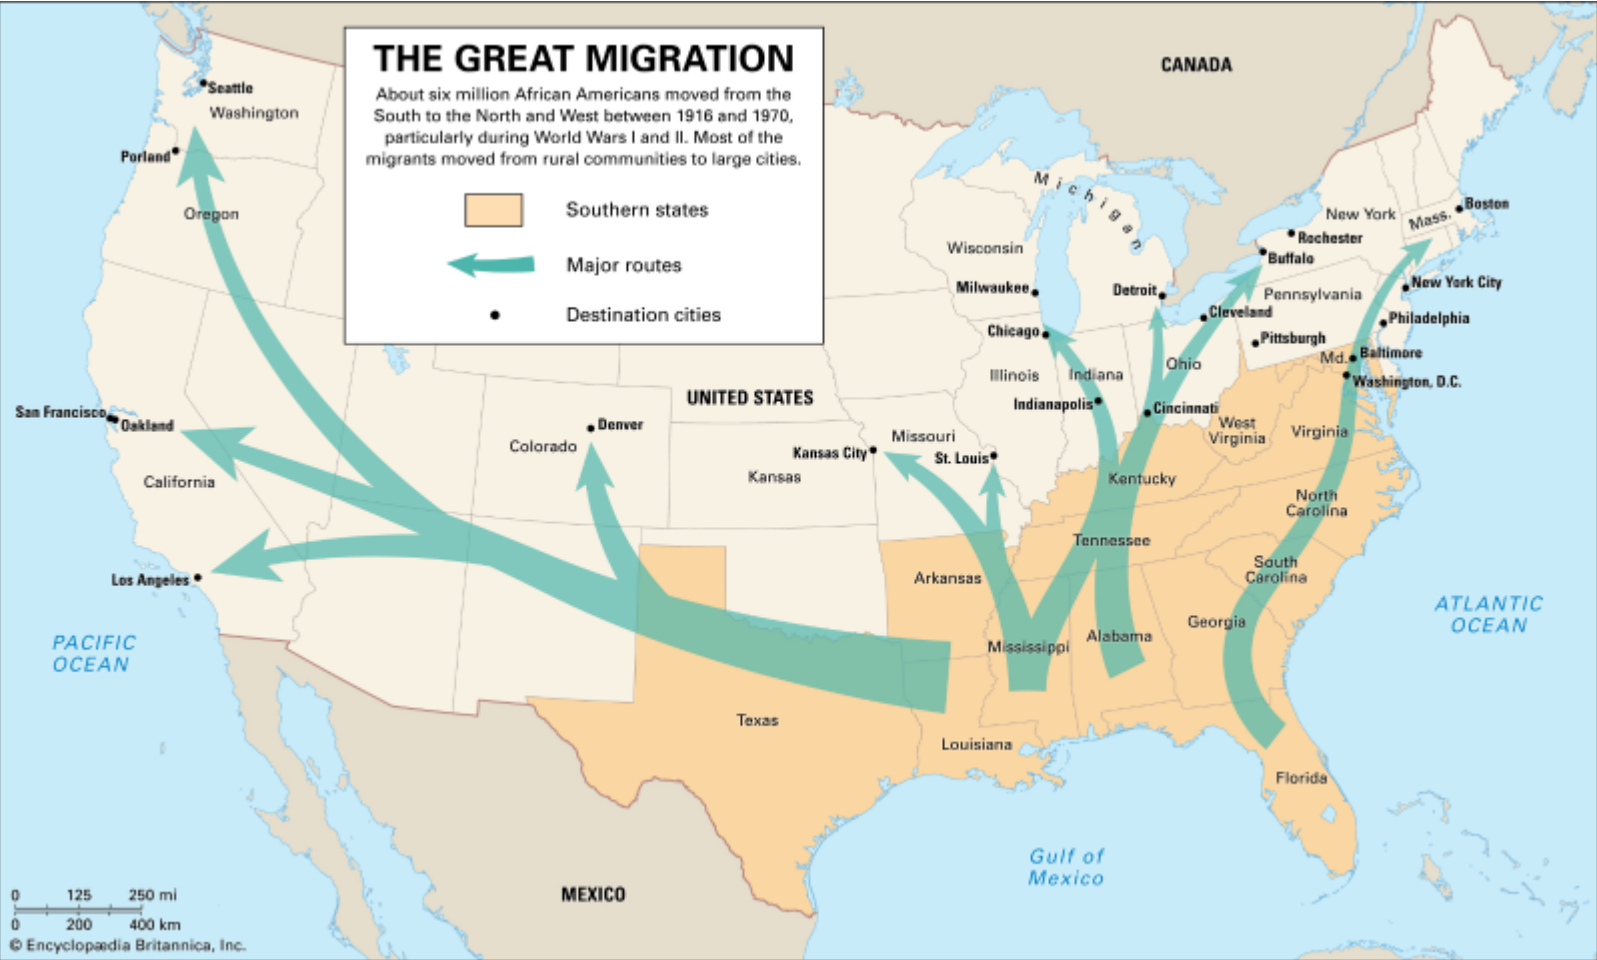 THE GREAT MIGRATION
About six million African Americans moved from the
South to the North and West between 1916 and 1970,
particularly during World Wars I and II. Most of the
migrants moved from rural communities to large cities.
Southern states
Major routes
Destination cities
CANADA
Seattle
Washington
Porland
Oregon
San Francisco
Oakland
California
Los Angeles
PACIFIC
OCEAN
UNITED STATES
Denver
Colorado
Kansas
Kansas City
Missouri
St. Louis
Wisconsin
Milwaukee
Michigan
Detroit
Chicago
Illinois
Indiana
Indianapolis
Ohio
Cincinnati
Cleveland
New York
Mass.
Boston
Rochester
Buffalo
New York City
Pennsylvania
Philadelphia
Pittsburgh
Md.
Baltimore
Washington, D.C.
West
Virginia
Virginia
Kentucky
North
Carolina
Tennessee
South
Carolina
Arkansas
Mississippi
Alabama
Georgia
Texas
Louisiana
Florida
ATLANTIC
OCEAN
Gulf of
Mexico
MEXICO
0 125 250 mi
0 200 400 km
© Encyclopædia Britannica, Inc.